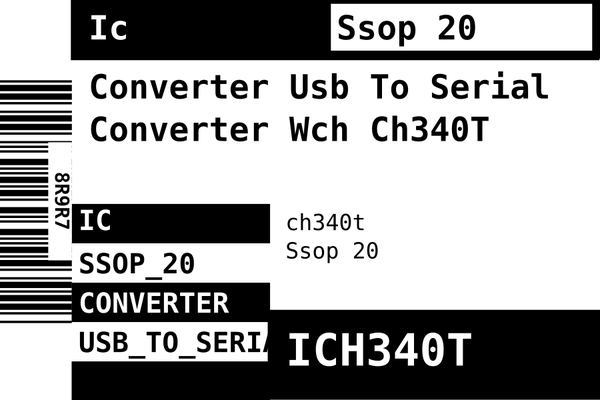 Ic
Ssop 20
Converter Usb To Serial
Converter Wch Ch340T
8R9R7
IC
SSOP_20
CONVERTER
USB_TO_SERIA
ch340t
Ssop 20
ICH340T